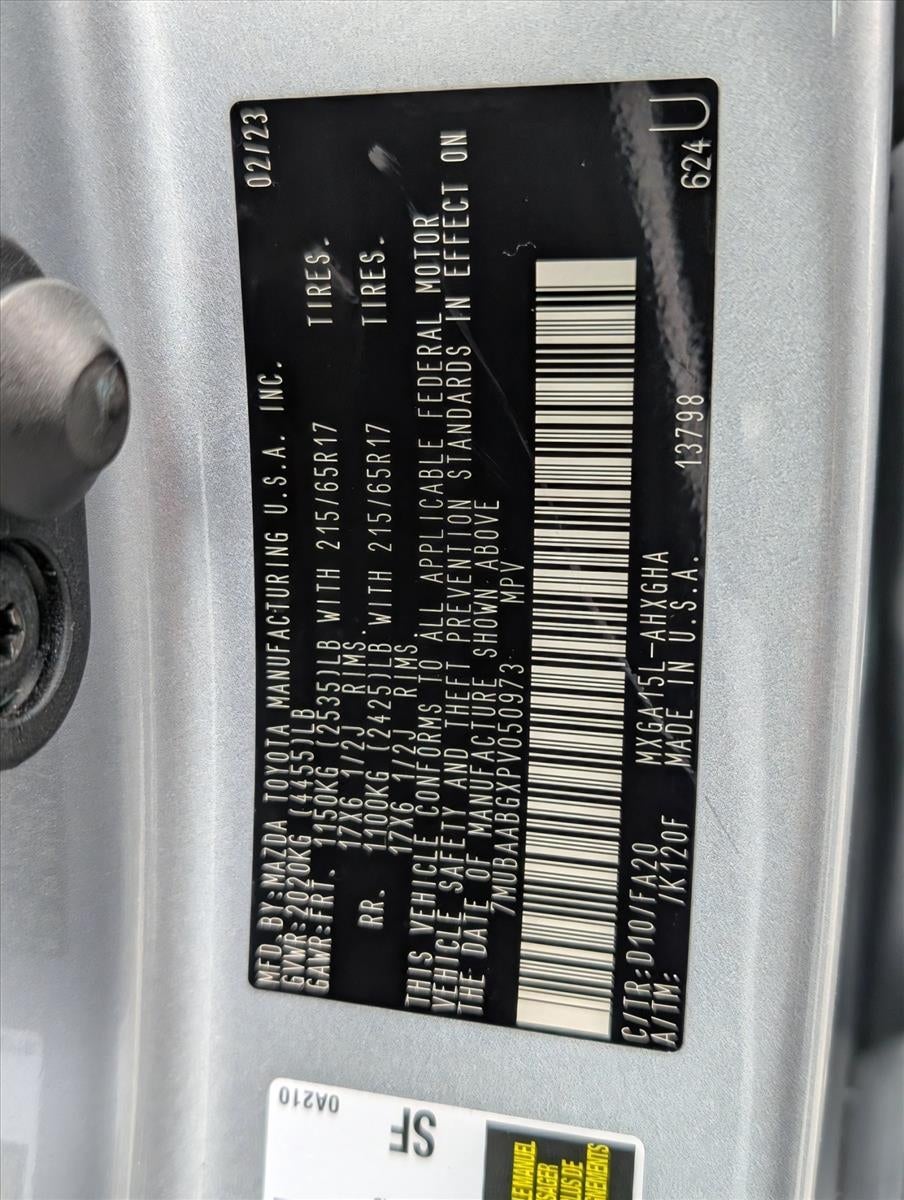 MFD. BY:MAZDA TOYOTA MANUFACTURING U.S.A. INC. 02/23
GVWR:2020KG (4455)LB
GAWR:FRT. 1150KG (2535)LB WITH 215/65R17 TIRES.
17X6 1/2J RIMS.
RR. 1100KG (2425)LB WITH 215/65R17 TIRES.
17X6 1/2J RIMS.
THIS VEHICLE CONFORMS TO ALL APPLICABLE FEDERAL MOTOR
VEHICLE SAFETY AND THEFT PREVENTION STANDARDS IN EFFECT ON
THE DATE OF MANUFACTURE SHOWN ABOVE
7MUBAABGXPV050973 MPV
C/TR:D10/FA20 MXGA15L-AHXGHA 13798 624 U
A/TM: /K120F MADE IN U.S.A.
0A210
SF
LE MANUEL